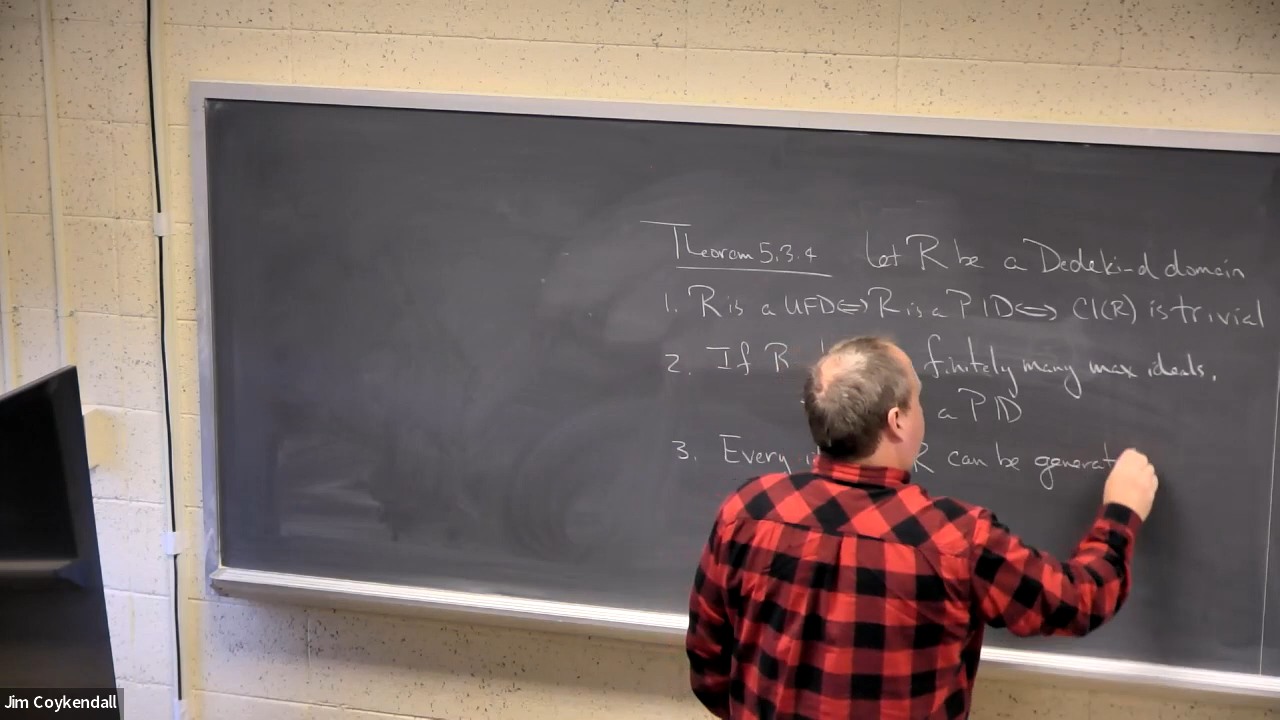 Theorem 5.3.4 Let R be a Dedekind domain
1. R is a UFD ⟺ R is a PID ⟺ Cl(R) is trivial
2. If R finitely many max ideals,
a PID
3. Every R can be generat
Jim Coykendall